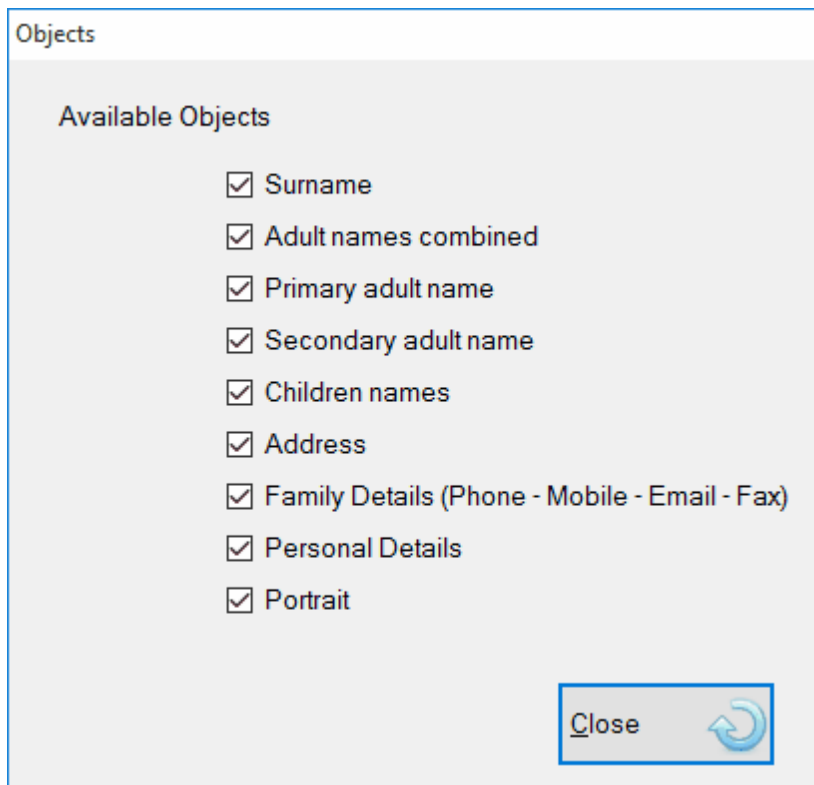 Objects
Available Objects
Surname
Adult names combined
Primary adult name
Secondary adult name
Children names
Address
Family Details (Phone - Mobile - Email - Fax)
Personal Details
Portrait
Close